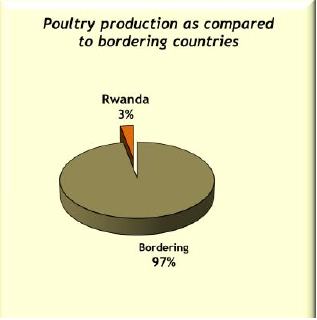 Poultry production as compared
to bordering countries
Rwanda
3%
Bordering
97%